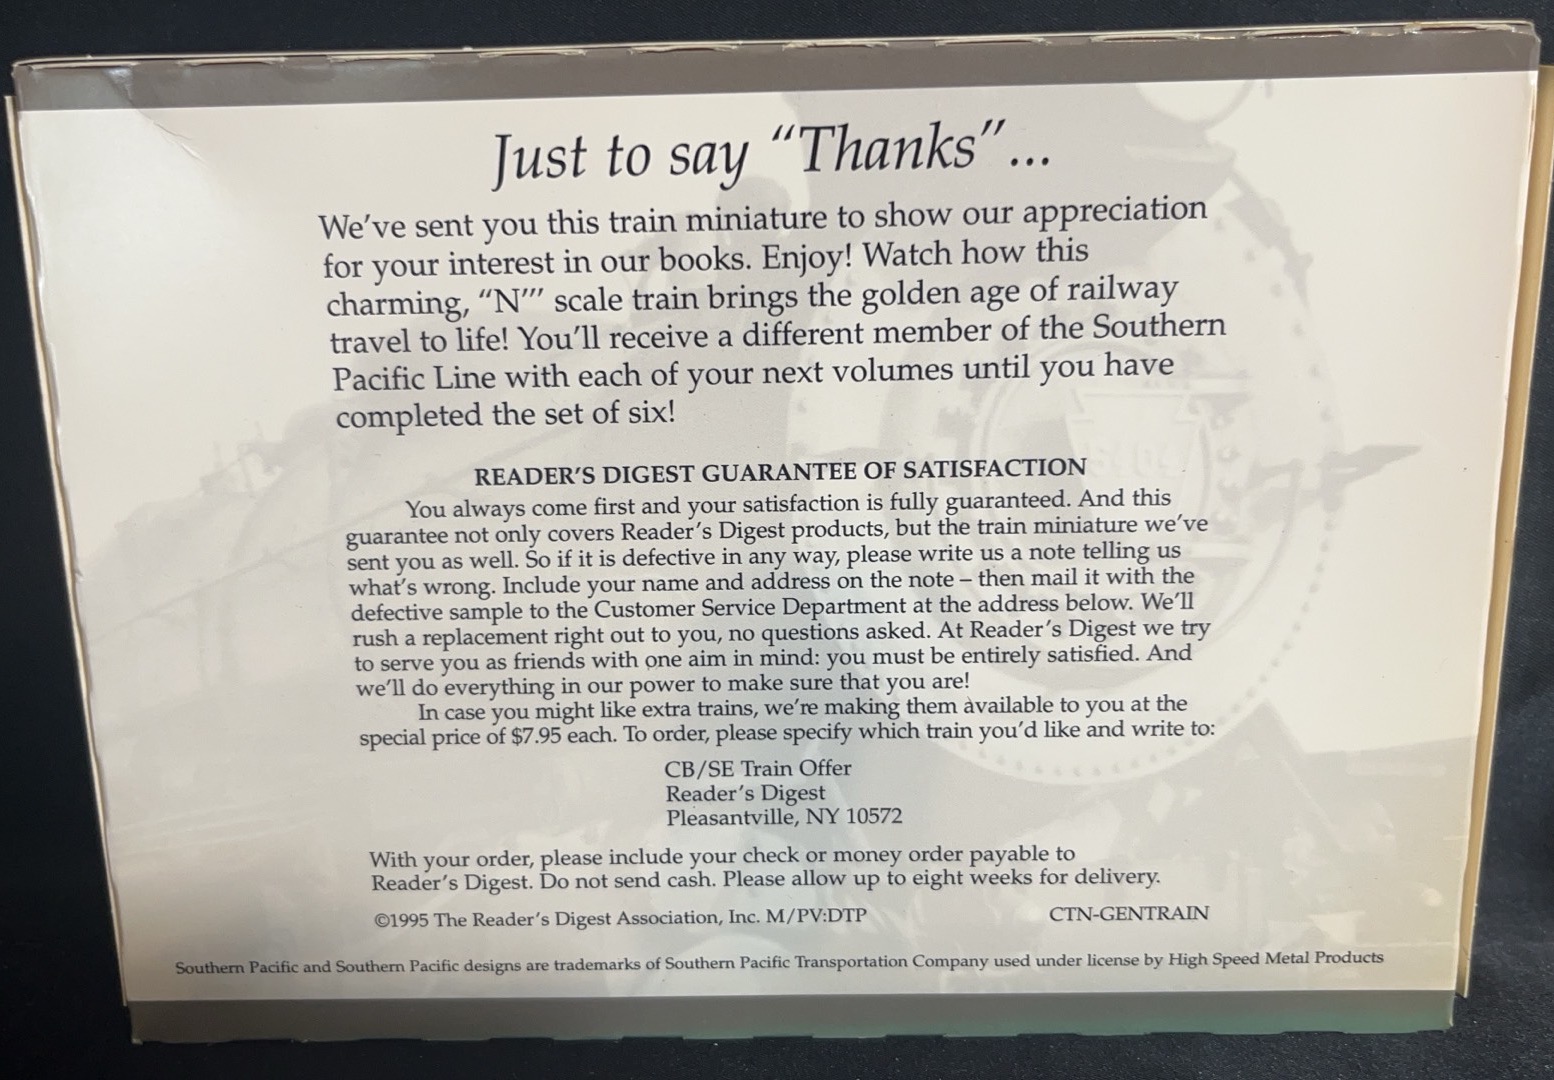 Just to say “Thanks”...
We’ve sent you this train miniature to show our appreciation
for your interest in our books. Enjoy! Watch how this
charming, “N”’ scale train brings the golden age of railway
travel to life! You’ll receive a different member of the Southern
Pacific Line with each of your next volumes until you have
completed the set of six!
READER’S DIGEST GUARANTEE OF SATISFACTION
You always come first and your satisfaction is fully guaranteed. And this
guarantee not only covers Reader’s Digest products, but the train miniature we’ve
sent you as well. So if it is defective in any way, please write us a note telling us
what’s wrong. Include your name and address on the note – then mail it with the
defective sample to the Customer Service Department at the address below. We’ll
rush a replacement right out to you, no questions asked. At Reader’s Digest we try
to serve you as friends with one aim in mind: you must be entirely satisfied. And
we’ll do everything in our power to make sure that you are!
In case you might like extra trains, we’re making them available to you at the
special price of $7.95 each. To order, please specify which train you’d like and write to:
CB/SE Train Offer
Reader’s Digest
Pleasantville, NY 10572
With your order, please include your check or money order payable to
Reader’s Digest. Do not send cash. Please allow up to eight weeks for delivery.
©1995 The Reader’s Digest Association, Inc. M/PV:DTP CTN-GENTRAIN
Southern Pacific and Southern Pacific designs are trademarks of Southern Pacific Transportation Company used under license by High Speed Metal Products